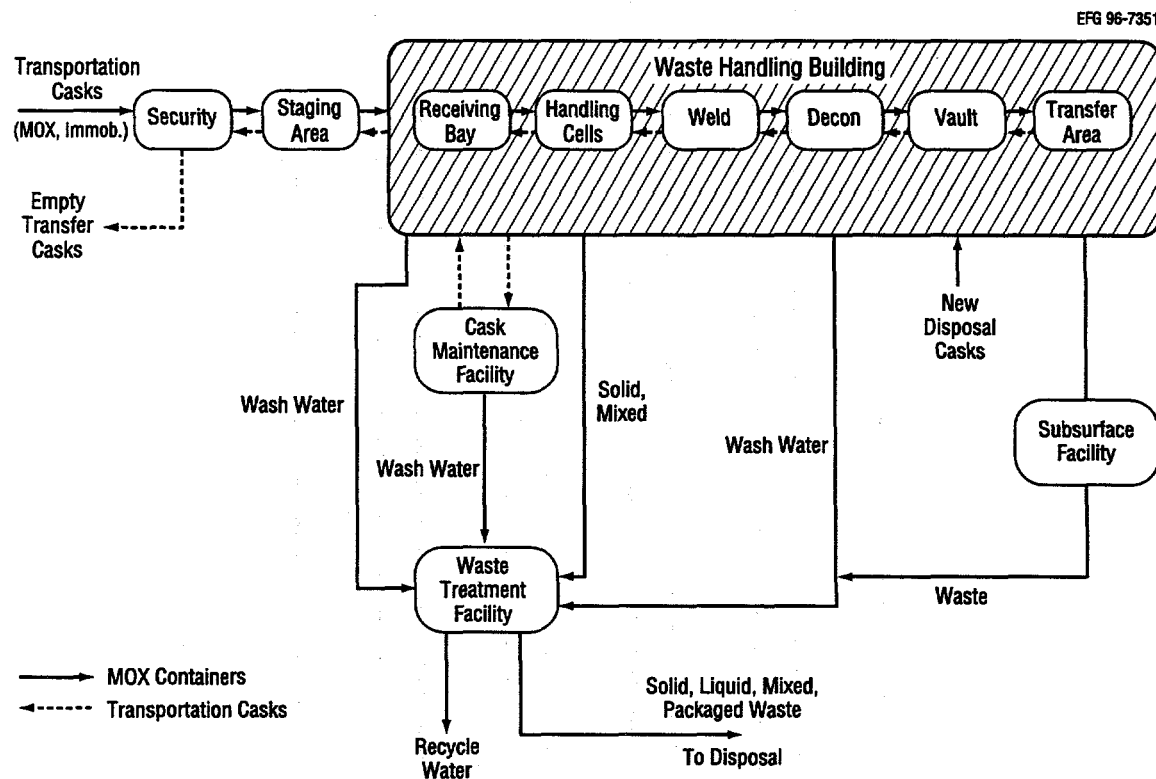 EFG 96-7351
Transportation
Casks
(MOX, Immob.)
Security
Staging
Area
Waste Handling Building
Receiving
Bay
Handling
Cells
Weld
Decon
Vault
Transfer
Area
Empty
Transfer
Casks
Cask
Maintenance
Facility
New
Disposal
Casks
Wash Water
Solid,
Mixed
Wash Water
Wash Water
Subsurface
Facility
Waste
Treatment
Facility
Waste
MOX Containers
Transportation Casks
Solid, Liquid, Mixed,
Packaged Waste
To Disposal
Recycle
Water